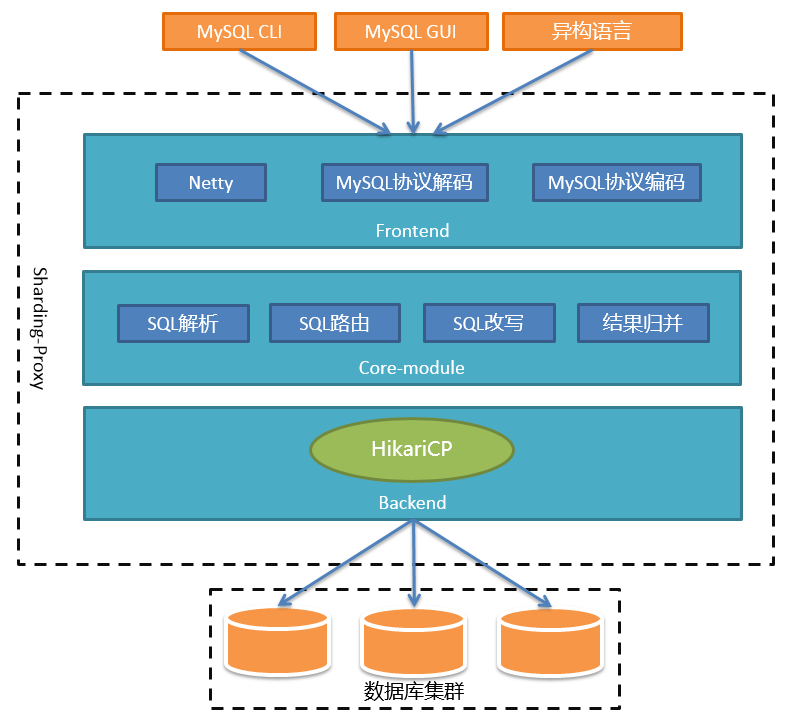 MySQL CLI
MySQL GUI
异构语言
Sharding-Proxy
Netty
MySQL协议解码
MySQL协议编码
Frontend
SQL解析
SQL路由
SQL改写
结果归并
Core-module
HikariCP
Backend
数据库集群